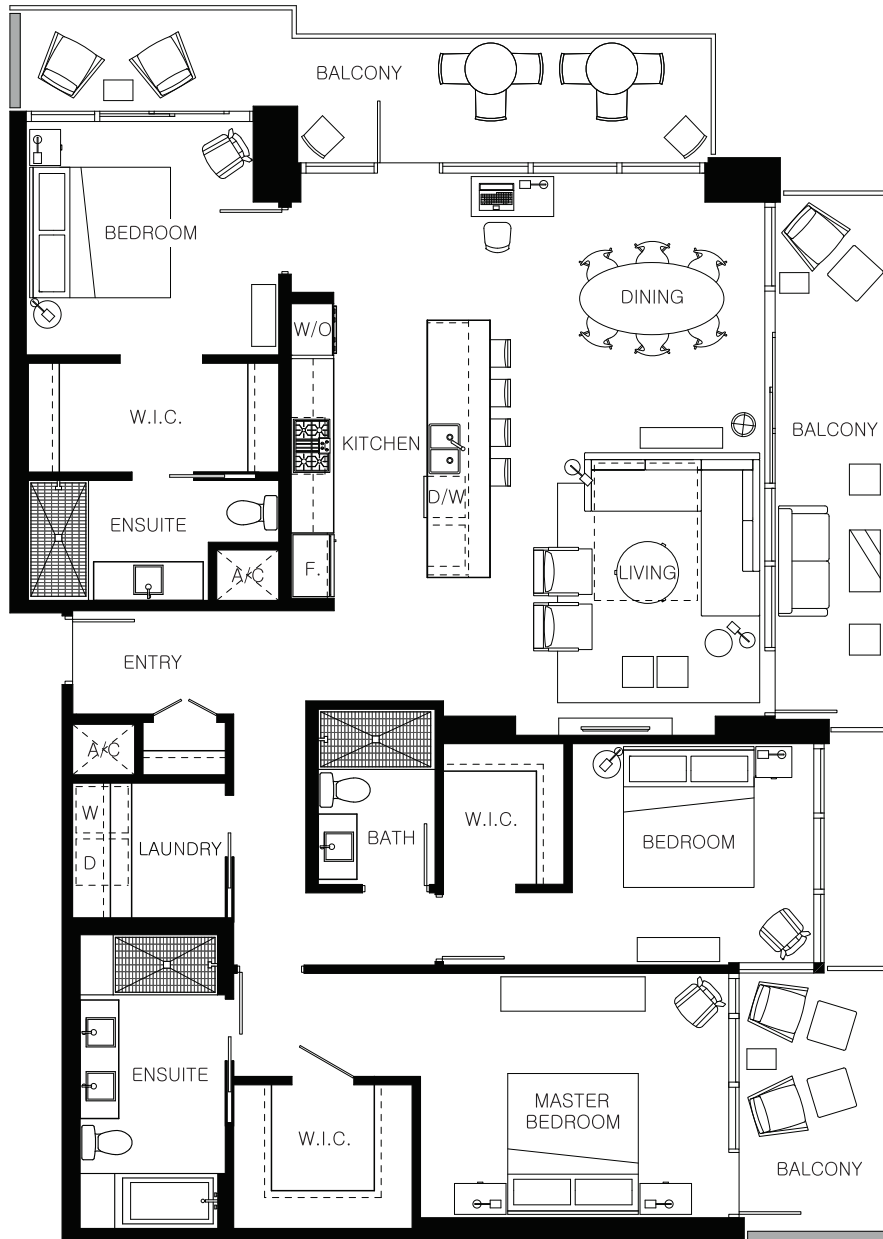 BALCONY
BEDROOM
DINING
W/O
W.I.C.
KITCHEN
BALCONY
D/W
ENSUITE
A/C
F.
LIVING
ENTRY
A/C
W
W.I.C.
BATH
BEDROOM
LAUNDRY
D
ENSUITE
MASTER
BEDROOM
W.I.C.
BALCONY